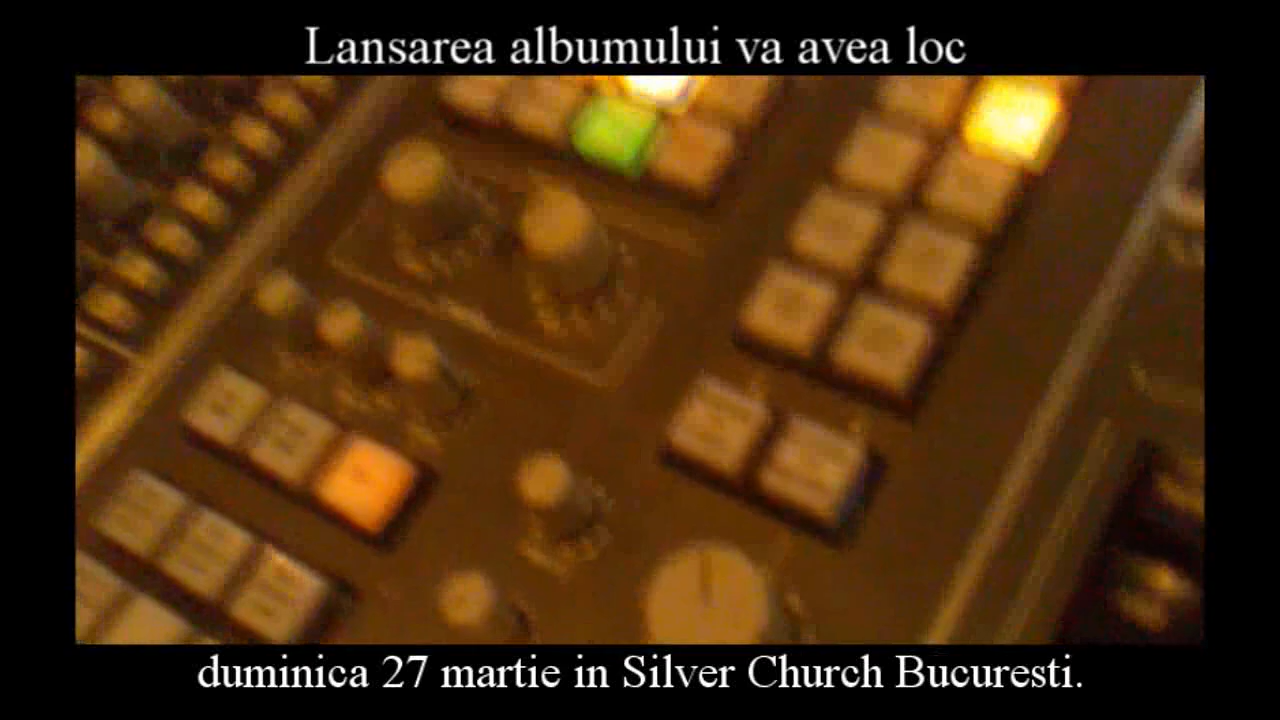 Lansarea albumului va avea loc
duminica 27 martie in Silver Church Bucuresti.